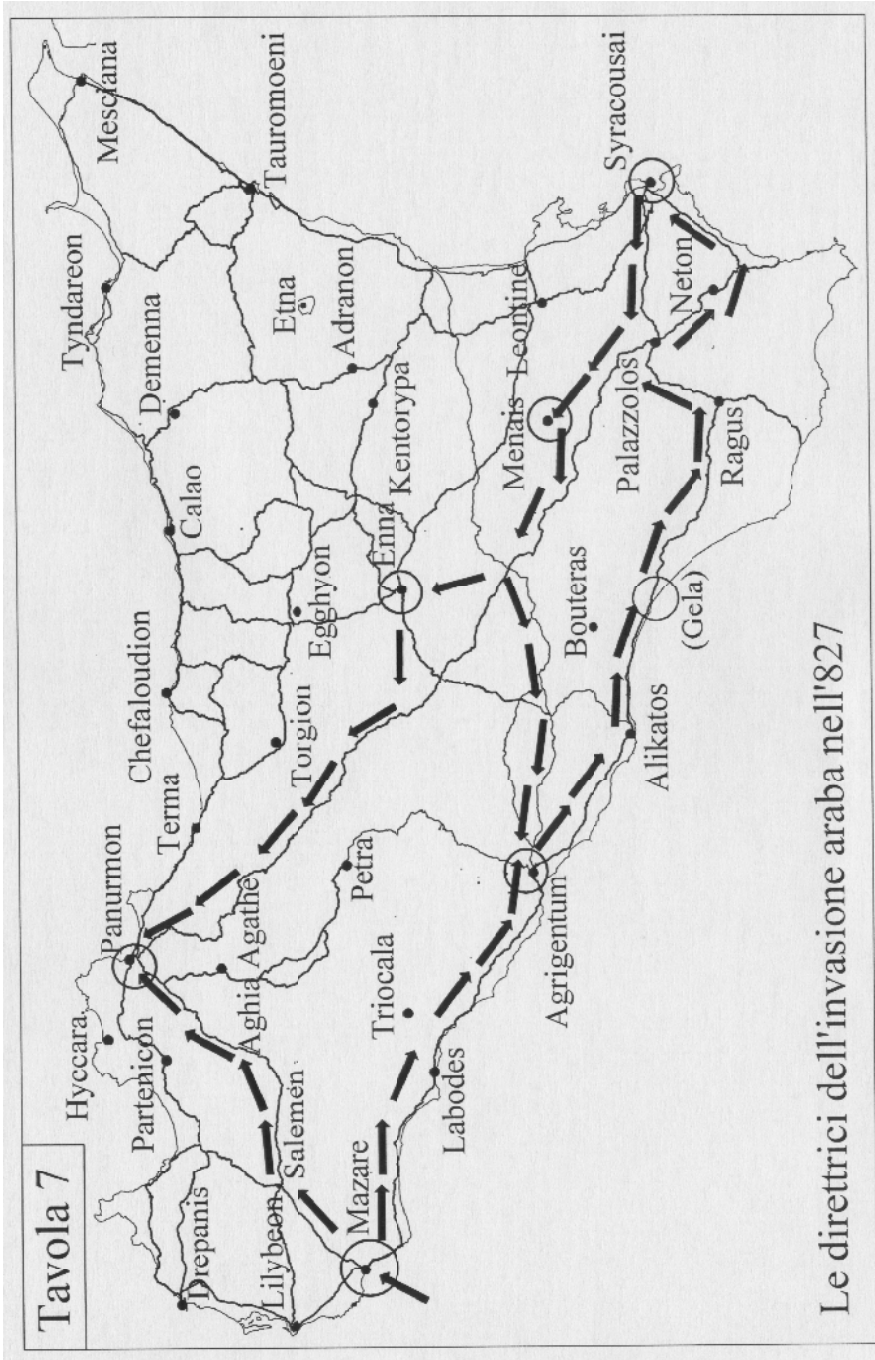 Tavola 7
Hyccara
Panurmon
Partenicon
Terma
Chefaloudion
Calao
Demenna
Tyndareon
Mesciana
Drepanis
Lilybeon
Salemen
Aghia Agathe
Torgion
Egghyon
Etna
Adranon
Tauromoeni
Mazare
Petra
Triocala
Enna
Kentorypa
Labodes
Agrigentum
Menais
Leontine
Bouteras
Alikatos
(Gela)
Palazzolos
Ragus
Neton
Syracousai
Le direttrici dell'invasione araba nell'827